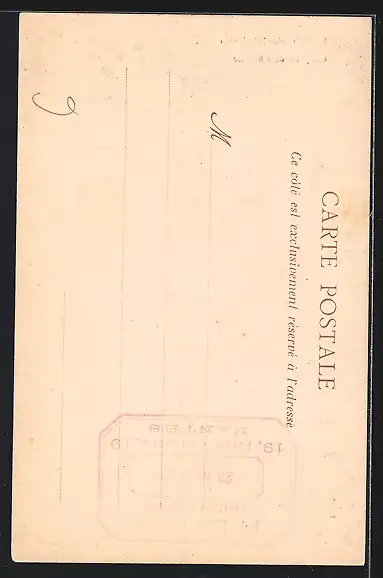 CARTE POSTALE
Ce côté est exclusivement réservé à l'adresse
M
NANTES